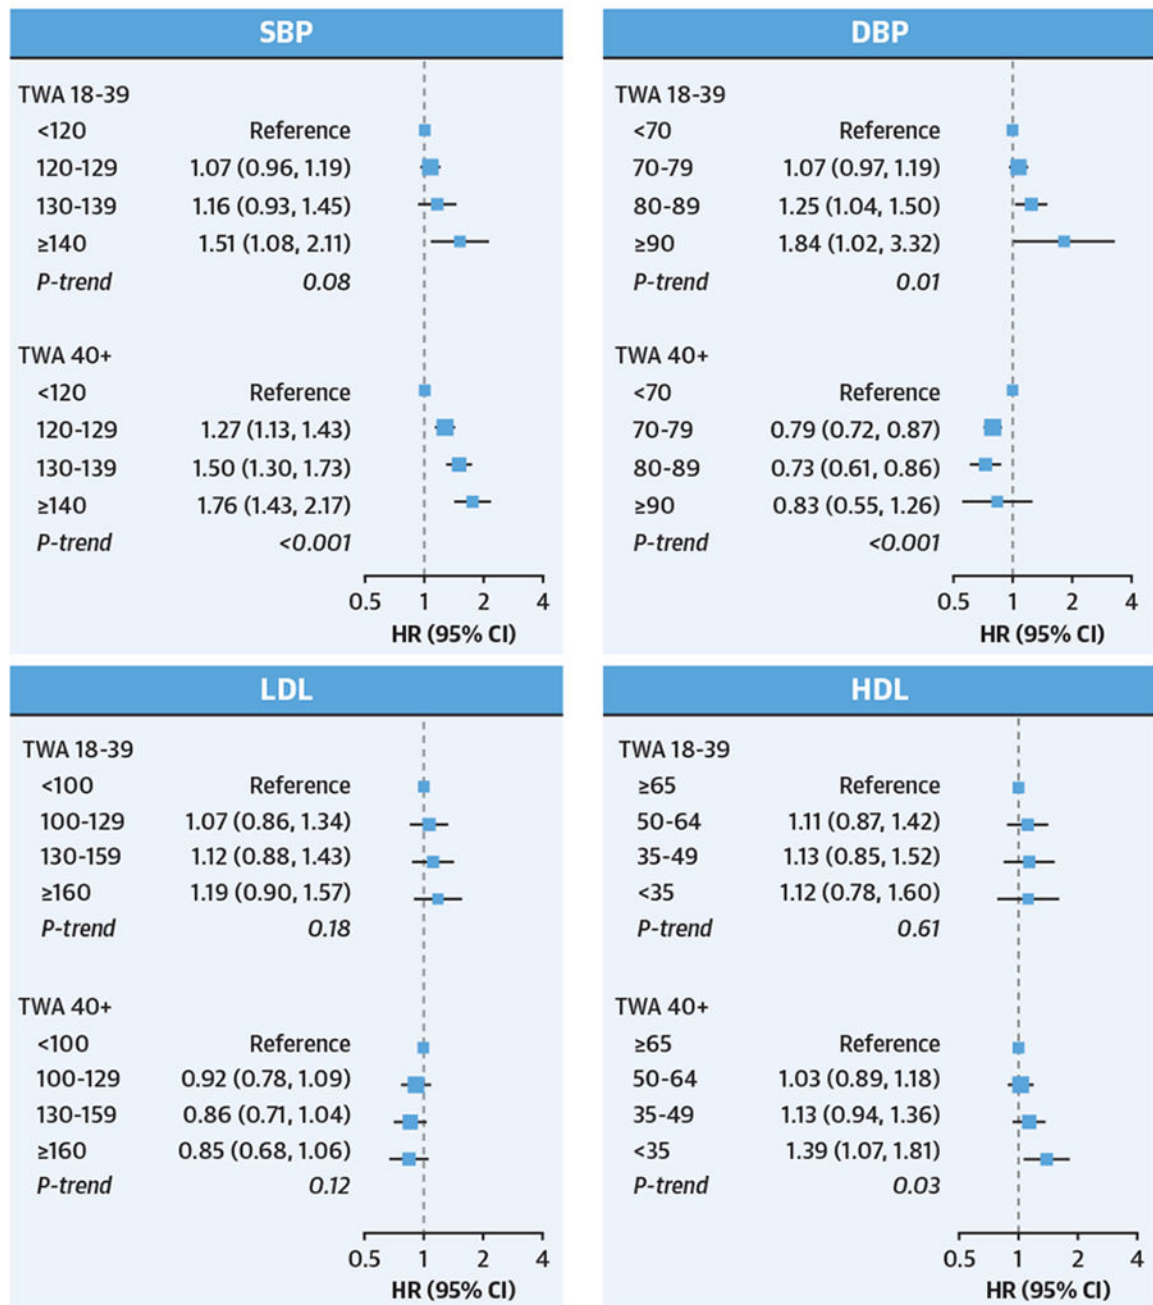 SBP
TWA 18-39
<120 Reference
120-129 1.07 (0.96, 1.19)
130-139 1.16 (0.93, 1.45)
≥140 1.51 (1.08, 2.11)
P-trend 0.08
TWA 40+
<120 Reference
120-129 1.27 (1.13, 1.43)
130-139 1.50 (1.30, 1.73)
≥140 1.76 (1.43, 2.17)
P-trend <0.001
0.5 1 2 4
HR (95% CI)
DBP
TWA 18-39
<70 Reference
70-79 1.07 (0.97, 1.19)
80-89 1.25 (1.04, 1.50)
≥90 1.84 (1.02, 3.32)
P-trend 0.01
TWA 40+
<70 Reference
70-79 0.79 (0.72, 0.87)
80-89 0.73 (0.61, 0.86)
≥90 0.83 (0.55, 1.26)
P-trend <0.001
0.5 1 2 4
HR (95% CI)
LDL
TWA 18-39
<100 Reference
100-129 1.07 (0.86, 1.34)
130-159 1.12 (0.88, 1.43)
≥160 1.19 (0.90, 1.57)
P-trend 0.18
TWA 40+
<100 Reference
100-129 0.92 (0.78, 1.09)
130-159 0.86 (0.71, 1.04)
≥160 0.85 (0.68, 1.06)
P-trend 0.12
0.5 1 2 4
HR (95% CI)
HDL
TWA 18-39
≥65 Reference
50-64 1.11 (0.87, 1.42)
35-49 1.13 (0.85, 1.52)
<35 1.12 (0.78, 1.60)
P-trend 0.61
TWA 40+
≥65 Reference
50-64 1.03 (0.89, 1.18)
35-49 1.13 (0.94, 1.36)
<35 1.39 (1.07, 1.81)
P-trend 0.03
0.5 1 2 4
HR (95% CI)